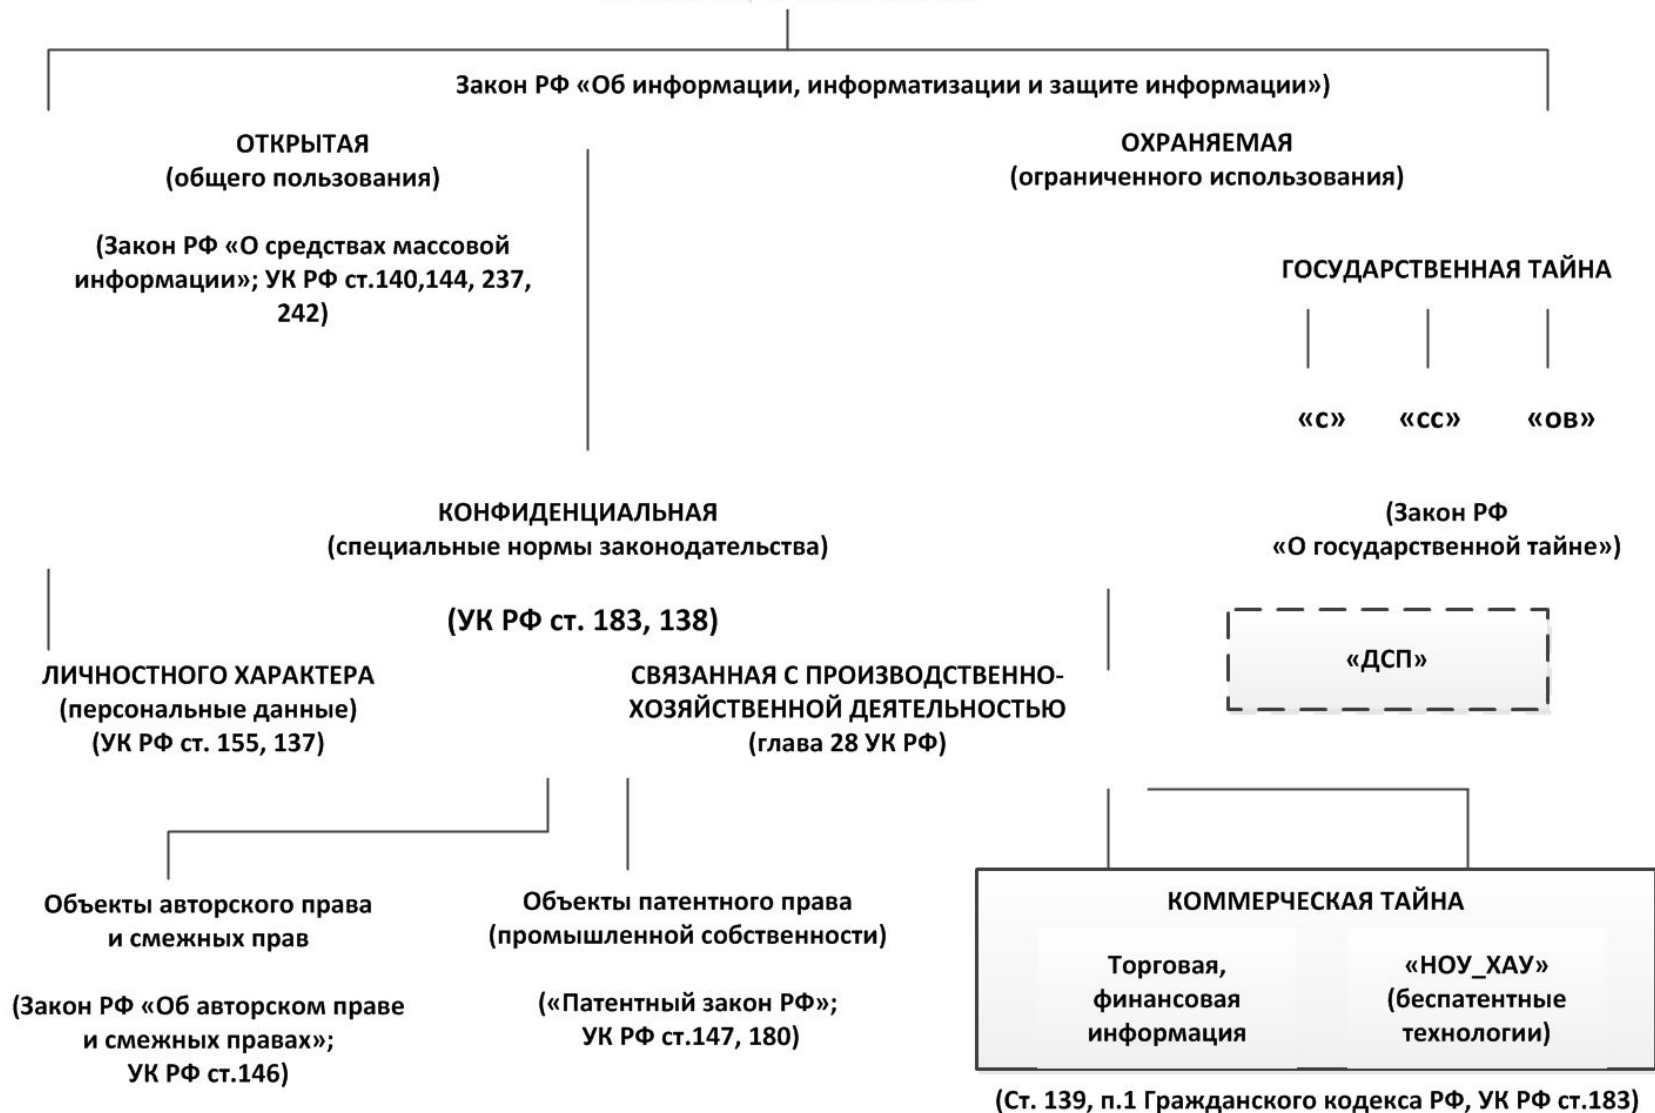 Закон РФ «Об информации, информатизации и защите информации»)
ОТКРЫТАЯ
(общего пользования)
(Закон РФ «О средствах массовой
информации»; УК РФ ст.140,144, 237,
242)
ОХРАНЯЕМАЯ
(ограниченного использования)
ГОСУДАРСТВЕННАЯ ТАЙНА
«с» «сс» «ов»
(Закон РФ
«О государственной тайне»)
КОНФИДЕНЦИАЛЬНАЯ
(специальные нормы законодательства)
(УК РФ ст. 183, 138)
«ДСП»
ЛИЧНОСТНОГО ХАРАКТЕРА
(персональные данные)
(УК РФ ст. 155, 137)
СВЯЗАННАЯ С ПРОИЗВОДСТВЕННО-
ХОЗЯЙСТВЕННОЙ ДЕЯТЕЛЬНОСТЬЮ
(глава 28 УК РФ)
Объекты авторского права
и смежных прав
(Закон РФ «Об авторском праве
и смежных правах»;
УК РФ ст.146)
Объекты патентного права
(промышленной собственности)
(«Патентный закон РФ»;
УК РФ ст.147, 180)
КОММЕРЧЕСКАЯ ТАЙНА
Торговая,
финансовая
информация
«НОУ_ХАУ»
(беспатентные
технологии)
(Ст. 139, п.1 Гражданского кодекса РФ, УК РФ ст.183)